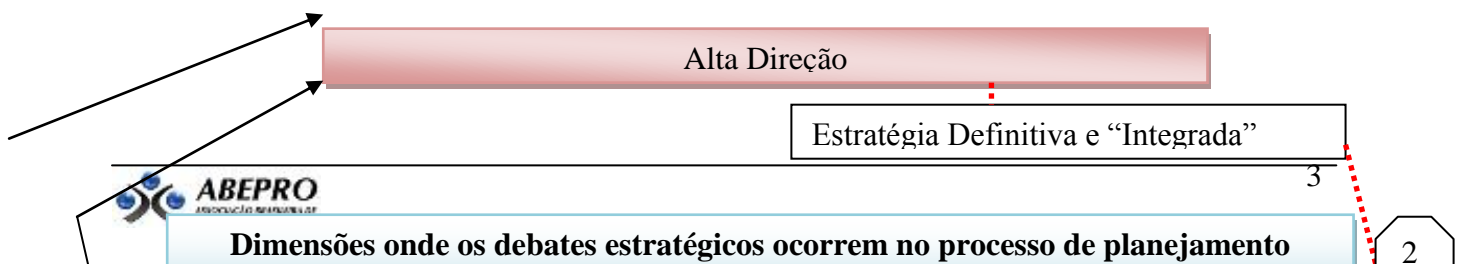 Alta Direção
Estratégia Definitiva e “Integrada”
3
ABEPRO
Dimensões onde os debates estratégicos ocorrem no processo de planejamento
2